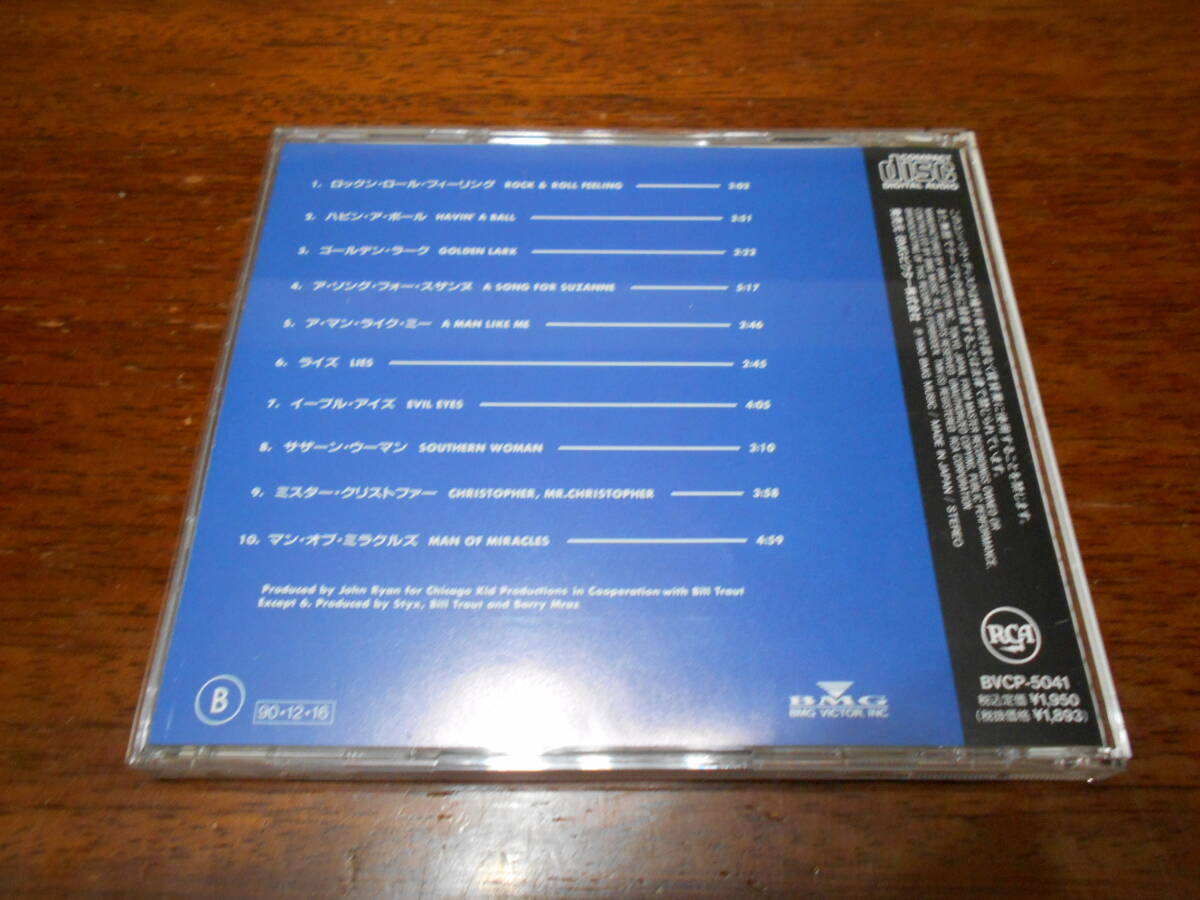 1. ロックン・ロール・フィーリング ROCK & ROLL FEELING 3:02
2. ハビン・ア・ボール HAVIN' A BALL 3:51
3. ゴールデン・ラーク GOLDEN LARK 3:22
4. ア・ソング・フォー・スザンヌ A SONG FOR SUZANNE 5:17
5. ア・マン・ライク・ミー A MAN LIKE ME 2:46
6. ライズ LIES 2:45
7. イーブル・アイズ EVIL EYES 4:05
8. サザーン・ウーマン SOUTHERN WOMAN 3:10
9. ミスター・クリストファー CHRISTOPHER, MR.CHRISTOPHER 3:58
10. マン・オブ・ミラクルズ MAN OF MIRACLES 4:59
Produced by John Ryan for Chicago Kid Productions in Cooperation with Bill Traut
Except 6. Produced by Styx, Bill Traut and Barry Mraz
B
90・12・16
BMG
BMG VICTOR, INC.
COMPACT
disc
DIGITAL AUDIO
MADE IN JAPAN / STEREO
RCA
BVCP-5041
税込定価 ¥1,950
(税抜価格 ¥1,893)